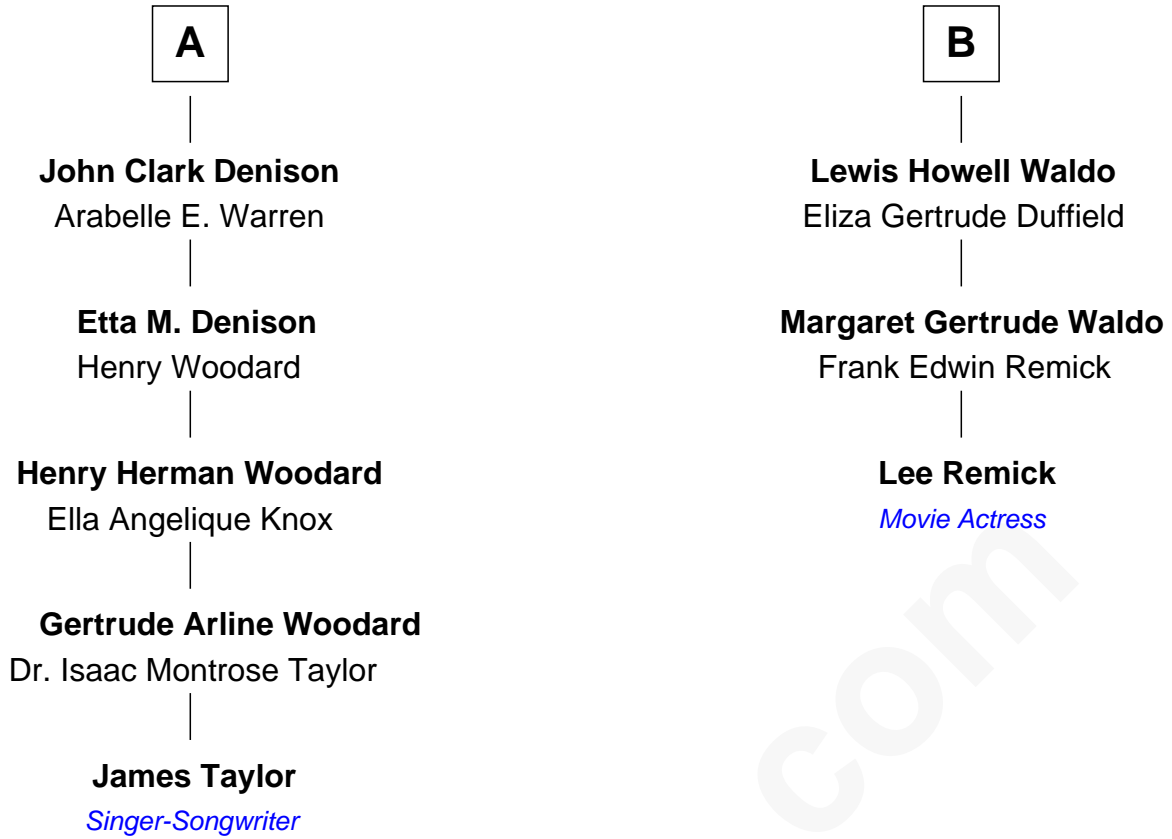 A
John Clark Denison
Arabelle E. Warren
Etta M. Denison
Henry Woodard
Henry Herman Woodard
Ella Angelique Knox
Gertrude Arline Woodard
Dr. Isaac Montrose Taylor
James Taylor
Singer-Songwriter
B
Lewis Howell Waldo
Eliza Gertrude Duffield
Margaret Gertrude Waldo
Frank Edwin Remick
Lee Remick
Movie Actress
com